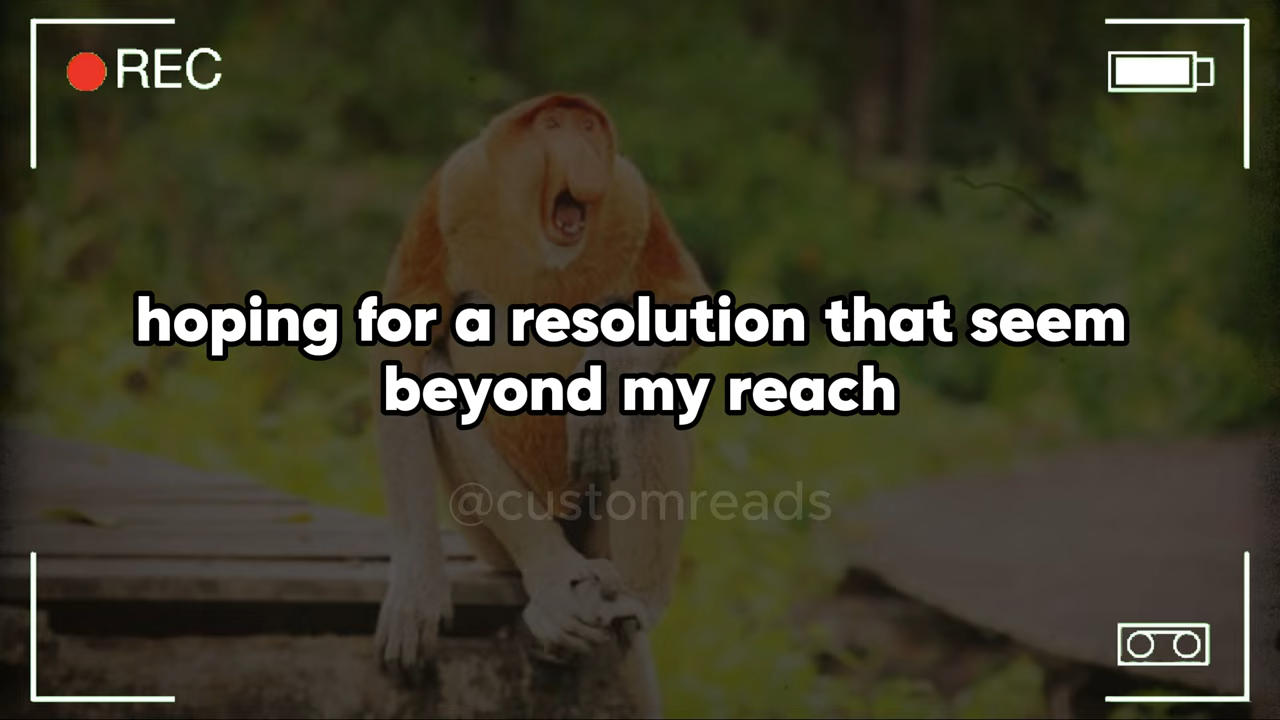 REC
hoping for a resolution that seem
beyond my reach
@customreads